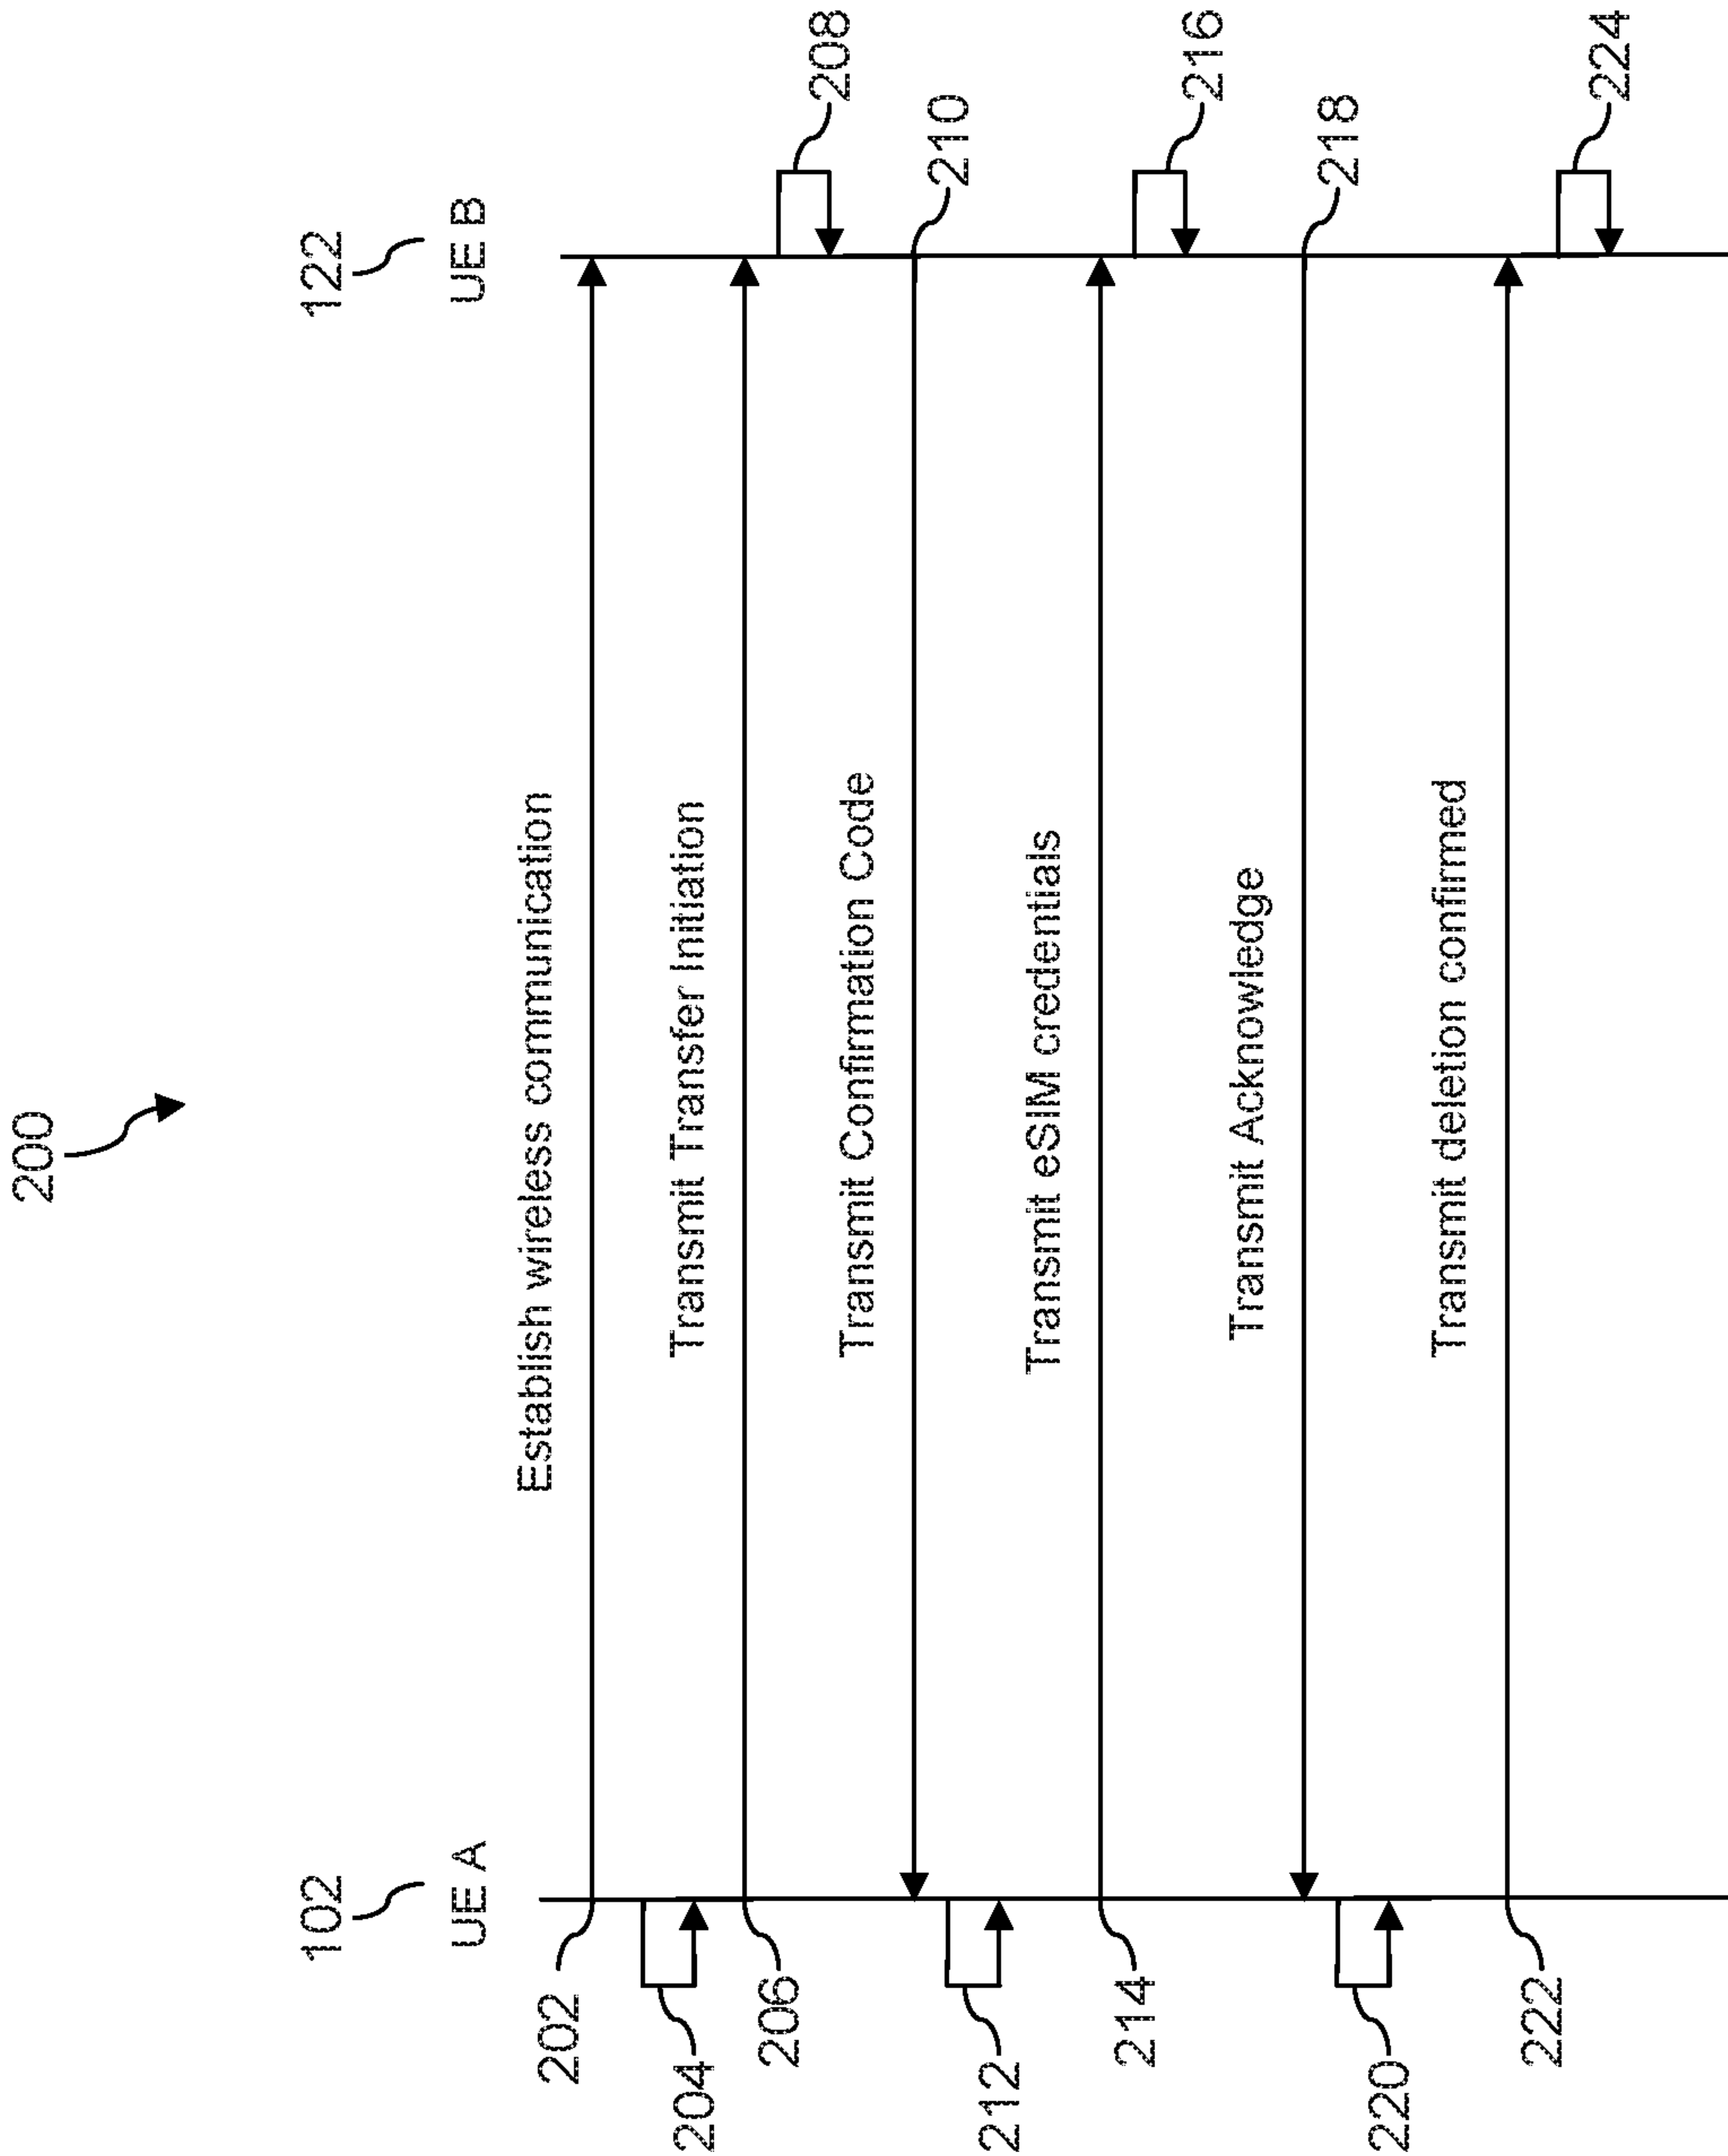 200
102
122
UE A
UE B
Establish wireless communication
202
204
Transmit Transfer Initiation
206
208
Transmit Confirmation Code
210
212
Transmit eSIM credentials
214
216
Transmit Acknowledge
218
220
Transmit deletion confirmed
222
224